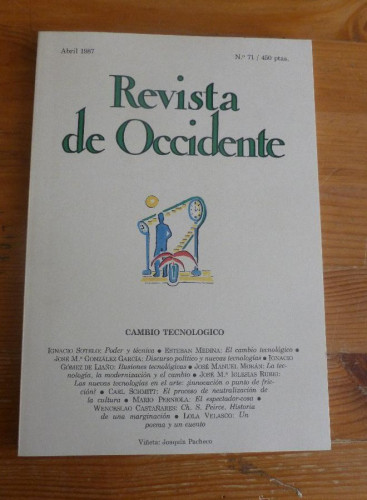 Abril 1987
N.º 71 / 450 ptas.
Revista
de Occidente
CAMBIO TECNOLOGICO
IGNACIO SOTELO: Poder y técnica ● ESTEBAN MEDINA: El cambio tecnológico ●
JOSÉ M.ª GONZÁLEZ GARCÍA: Discurso político y nuevas tecnologías ● IGNACIO
GÓMEZ DE LIAÑO: Ilusiones tecnológicas ● JOSÉ MANUEL MORÁN: La tec-
nología, la modernización y el cambio ● JOSÉ M.ª IGLESIAS RUBIO:
Las nuevas tecnologías en el arte: ¿innovación o punto de fric-
ción? ● CARL SCHMITT: El proceso de neutralización de
la cultura ● MARIO PERNIOLA: El espectador-cosa ●
WENCESLAO CASTAÑARES: Ch. S. Peirce, Historia
de una marginación ● LOLA VELASCO: Un
poema y un cuento
Viñeta: Joaquín Pacheco